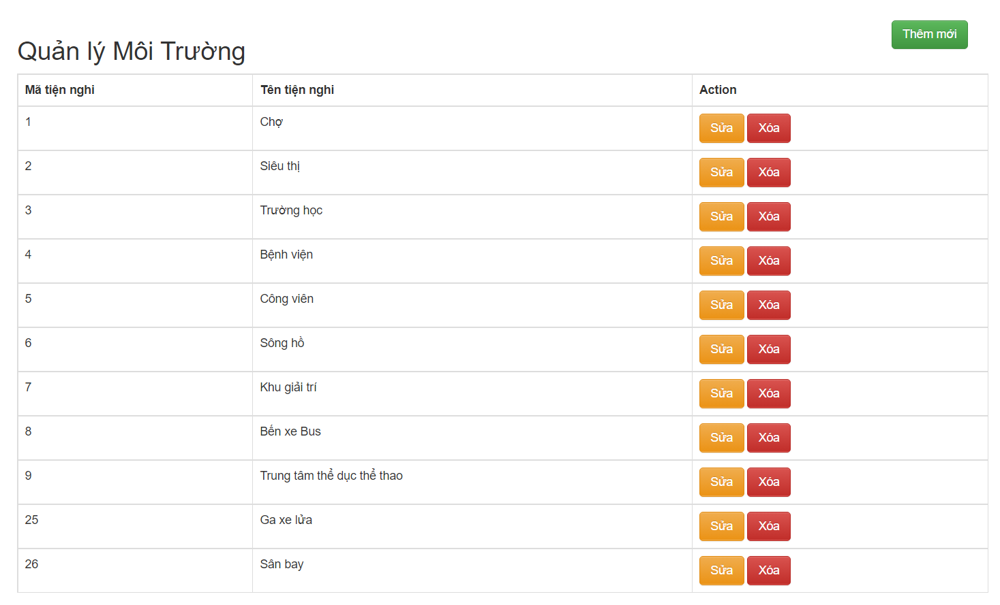 Thêm mới
Quản lý Môi Trường
Mã tiện nghi Tên tiện nghi Action
1 Chợ Sửa Xóa
2 Siêu thị Sửa Xóa
3 Trường học Sửa Xóa
4 Bệnh viện Sửa Xóa
5 Công viên Sửa Xóa
6 Sông hồ Sửa Xóa
7 Khu giải trí Sửa Xóa
8 Bến xe Bus Sửa Xóa
9 Trung tâm thể dục thể thao Sửa Xóa
25 Ga xe lửa Sửa Xóa
26 Sân bay Sửa Xóa